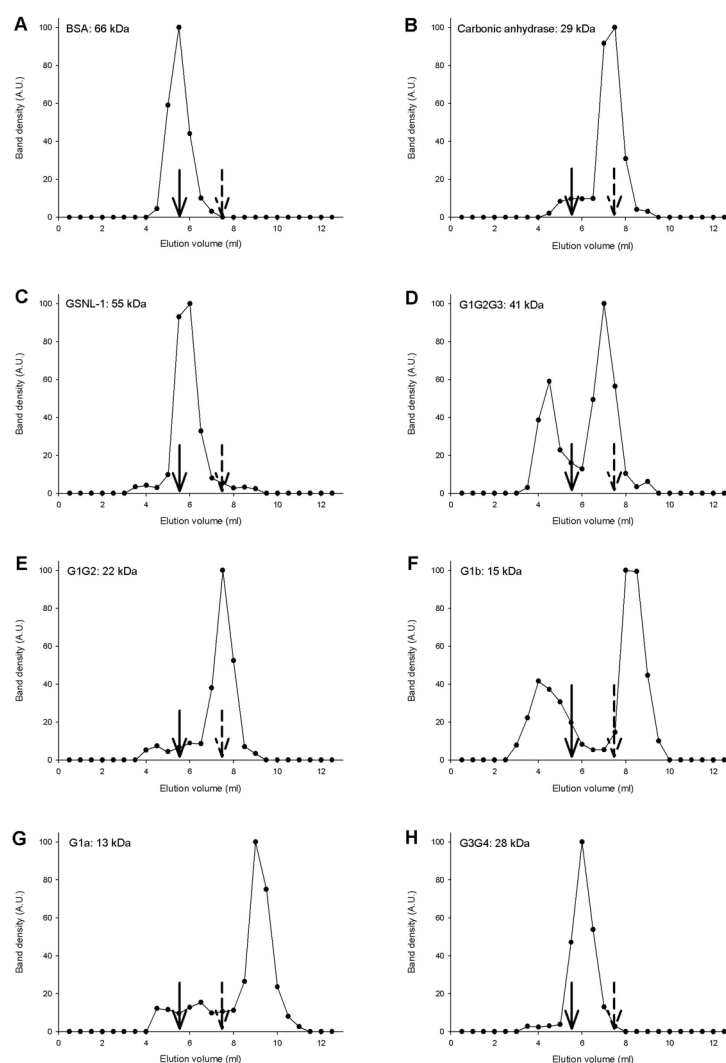 A
BSA: 66 kDa
Band density (A.U.)
100
80
60
40
20
0
0 2 4 6 8 10 12
Elution volume (ml)
B
Carbonic anhydrase: 29 kDa
Band density (A.U.)
100
80
60
40
20
0
0 2 4 6 8 10 12
Elution volume (ml)
C
GSNL-1: 55 kDa
Band density (A.U.)
100
80
60
40
20
0
0 2 4 6 8 10 12
Elution volume (ml)
D
G1G2G3: 41 kDa
Band density (A.U.)
100
80
60
40
20
0
0 2 4 6 8 10 12
Elution volume (ml)
E
G1G2: 22 kDa
Band density (A.U.)
100
80
60
40
20
0
0 2 4 6 8 10 12
Elution volume (ml)
F
G1b: 15 kDa
Band density (A.U.)
100
80
60
40
20
0
0 2 4 6 8 10 12
Elution volume (ml)
G
G1a: 13 kDa
Band density (A.U.)
100
80
60
40
20
0
0 2 4 6 8 10 12
Elution volume (ml)
H
G3G4: 28 kDa
Band density (A.U.)
100
80
60
40
20
0
0 2 4 6 8 10 12
Elution volume (ml)